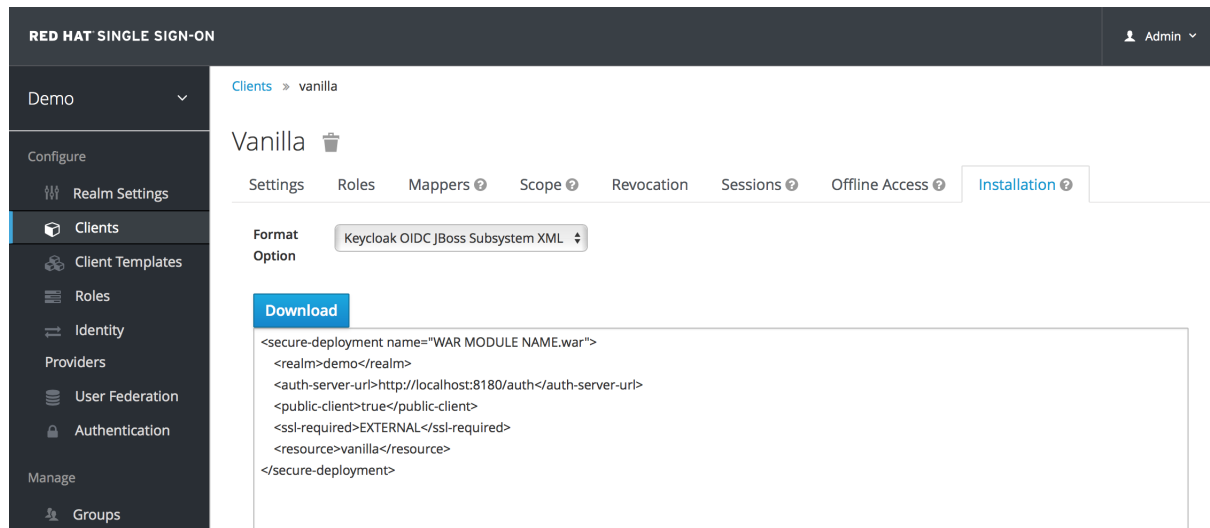 RED HAT SINGLE SIGN-ON
Admin
Demo
Clients » vanilla
Vanilla
Configure
Realm Settings
Clients
Client Templates
Roles
Identity
Providers
User Federation
Authentication
Manage
Groups
Settings Roles Mappers ? Scope ? Revocation Sessions ? Offline Access ? Installation ?
Format
Option
Keycloak OIDC JBoss Subsystem XML
Download
<secure-deployment name="WAR MODULE NAME.war">
<realm>demo</realm>
<auth-server-url>http://localhost:8180/auth</auth-server-url>
<public-client>true</public-client>
<ssl-required>EXTERNAL</ssl-required>
<resource>vanilla</resource>
</secure-deployment>